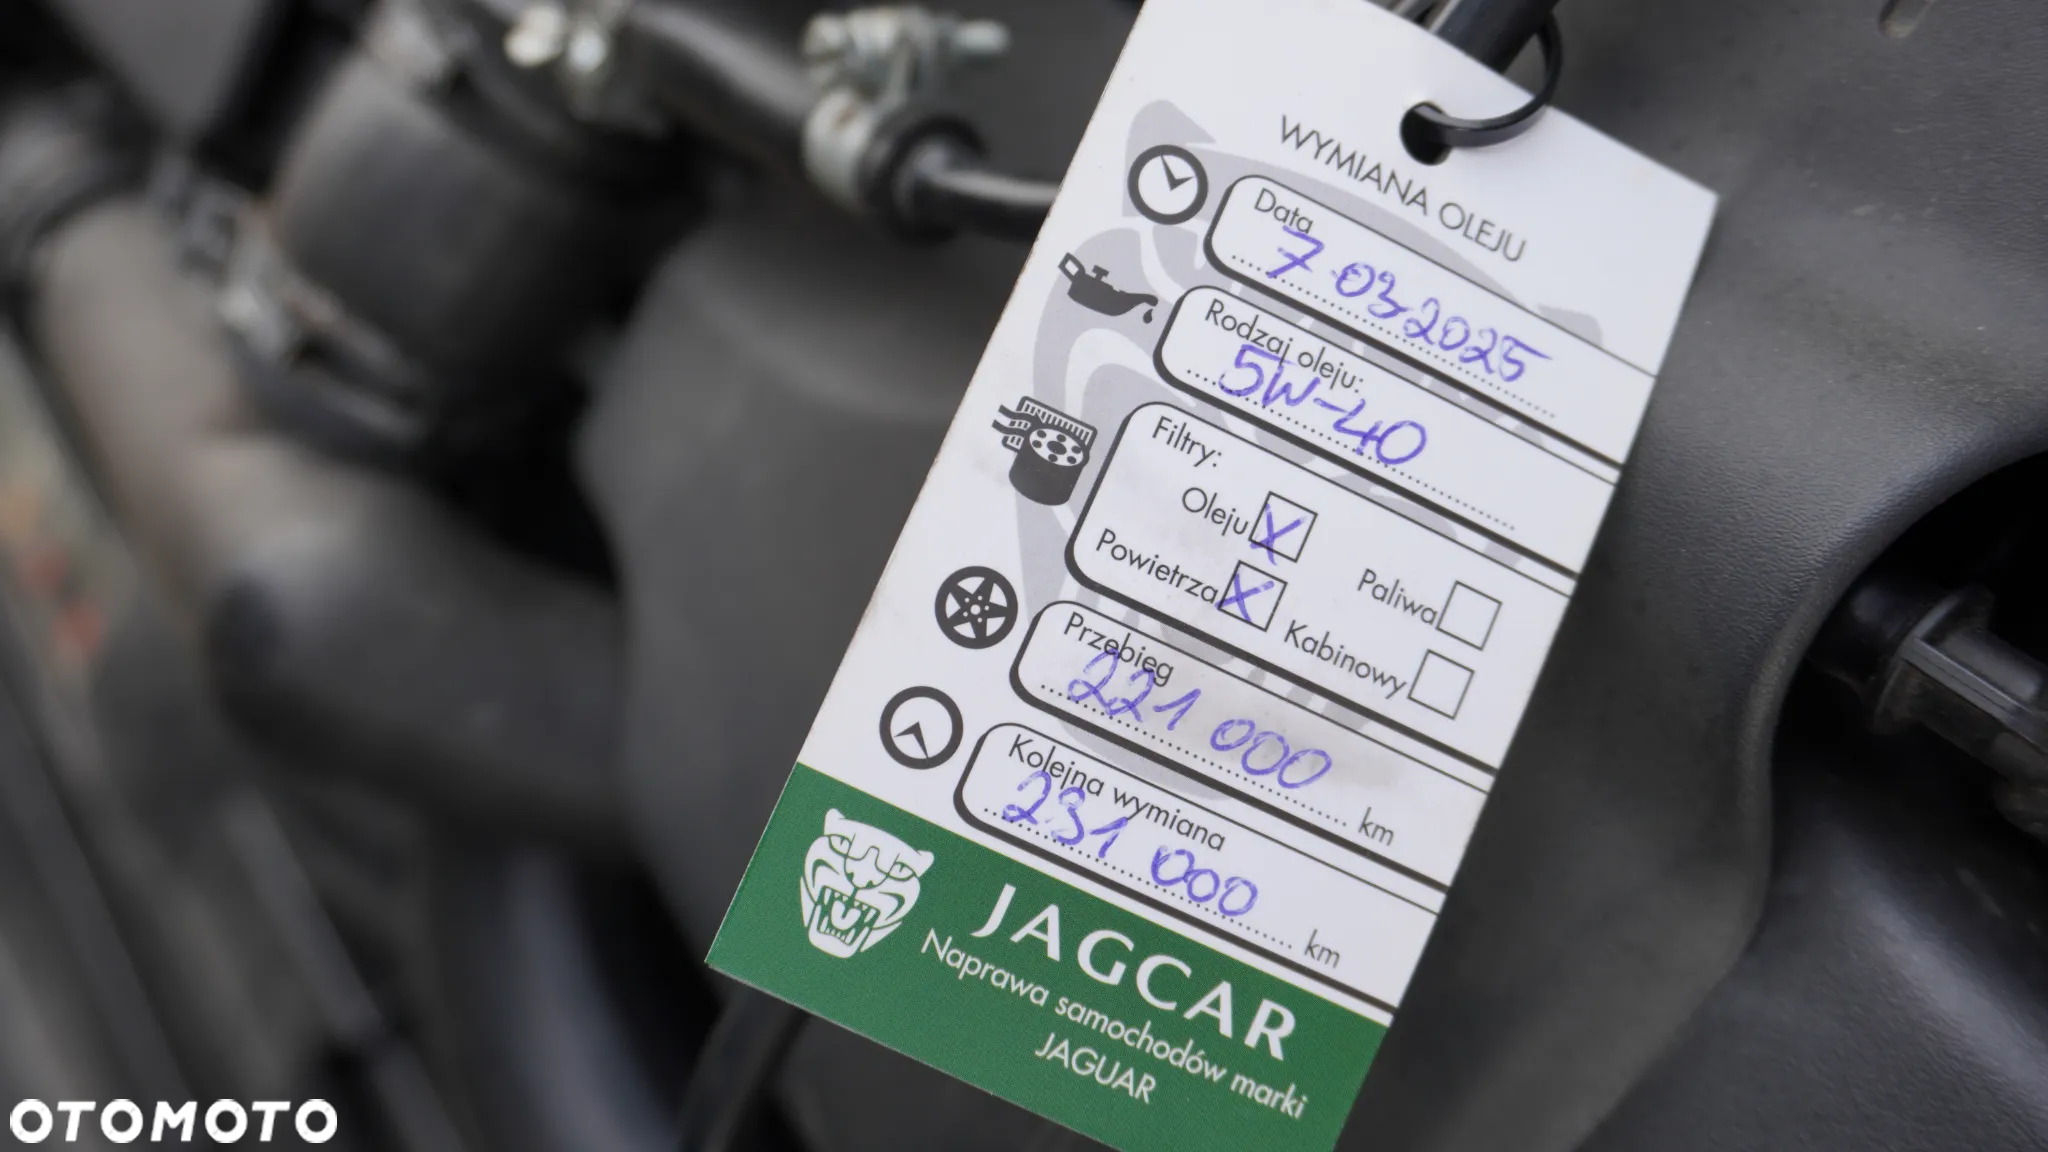 WYMIANA OLEJU
Data
7.03.2025
Rodzaj oleju:
5W-40
Filtry:
Oleju X
Paliwa
Powietrza X
Kabinowy
Przebieg
221 000 km
Kolejna wymiana
231 000 km
JAGCAR
Naprawa samochodów marki
JAGUAR
OTOMOTO